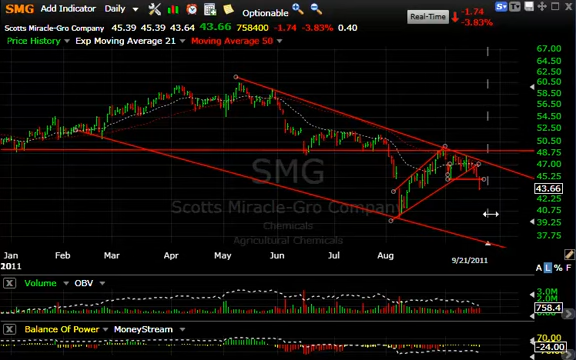 SMG Add Indicator Daily Optionable
Scotts Miracle-Gro Company 45.39 45.39 43.64 43.66 758400 -1.74 -3.83% 0.40
Real-Time -1.74
-3.83%
Price History Exp Moving Average 21 Moving Average 50
67.00
64.75
62.50
60.50
58.50
56.50
54.50
52.50
50.50
48.75
47.00
45.50
43.66
42.25
40.75
39.25
37.75
SMG
Scotts Miracle-Gro Company
Chemicals
Agricultural Chemicals
Jan Feb Mar Apr May Jun Jul Aug 9/21/2011
2011
A L % F
X Volume OBV
3.0M
2.0M
758.4
X Balance Of Power MoneyStream
70.00
-24.00